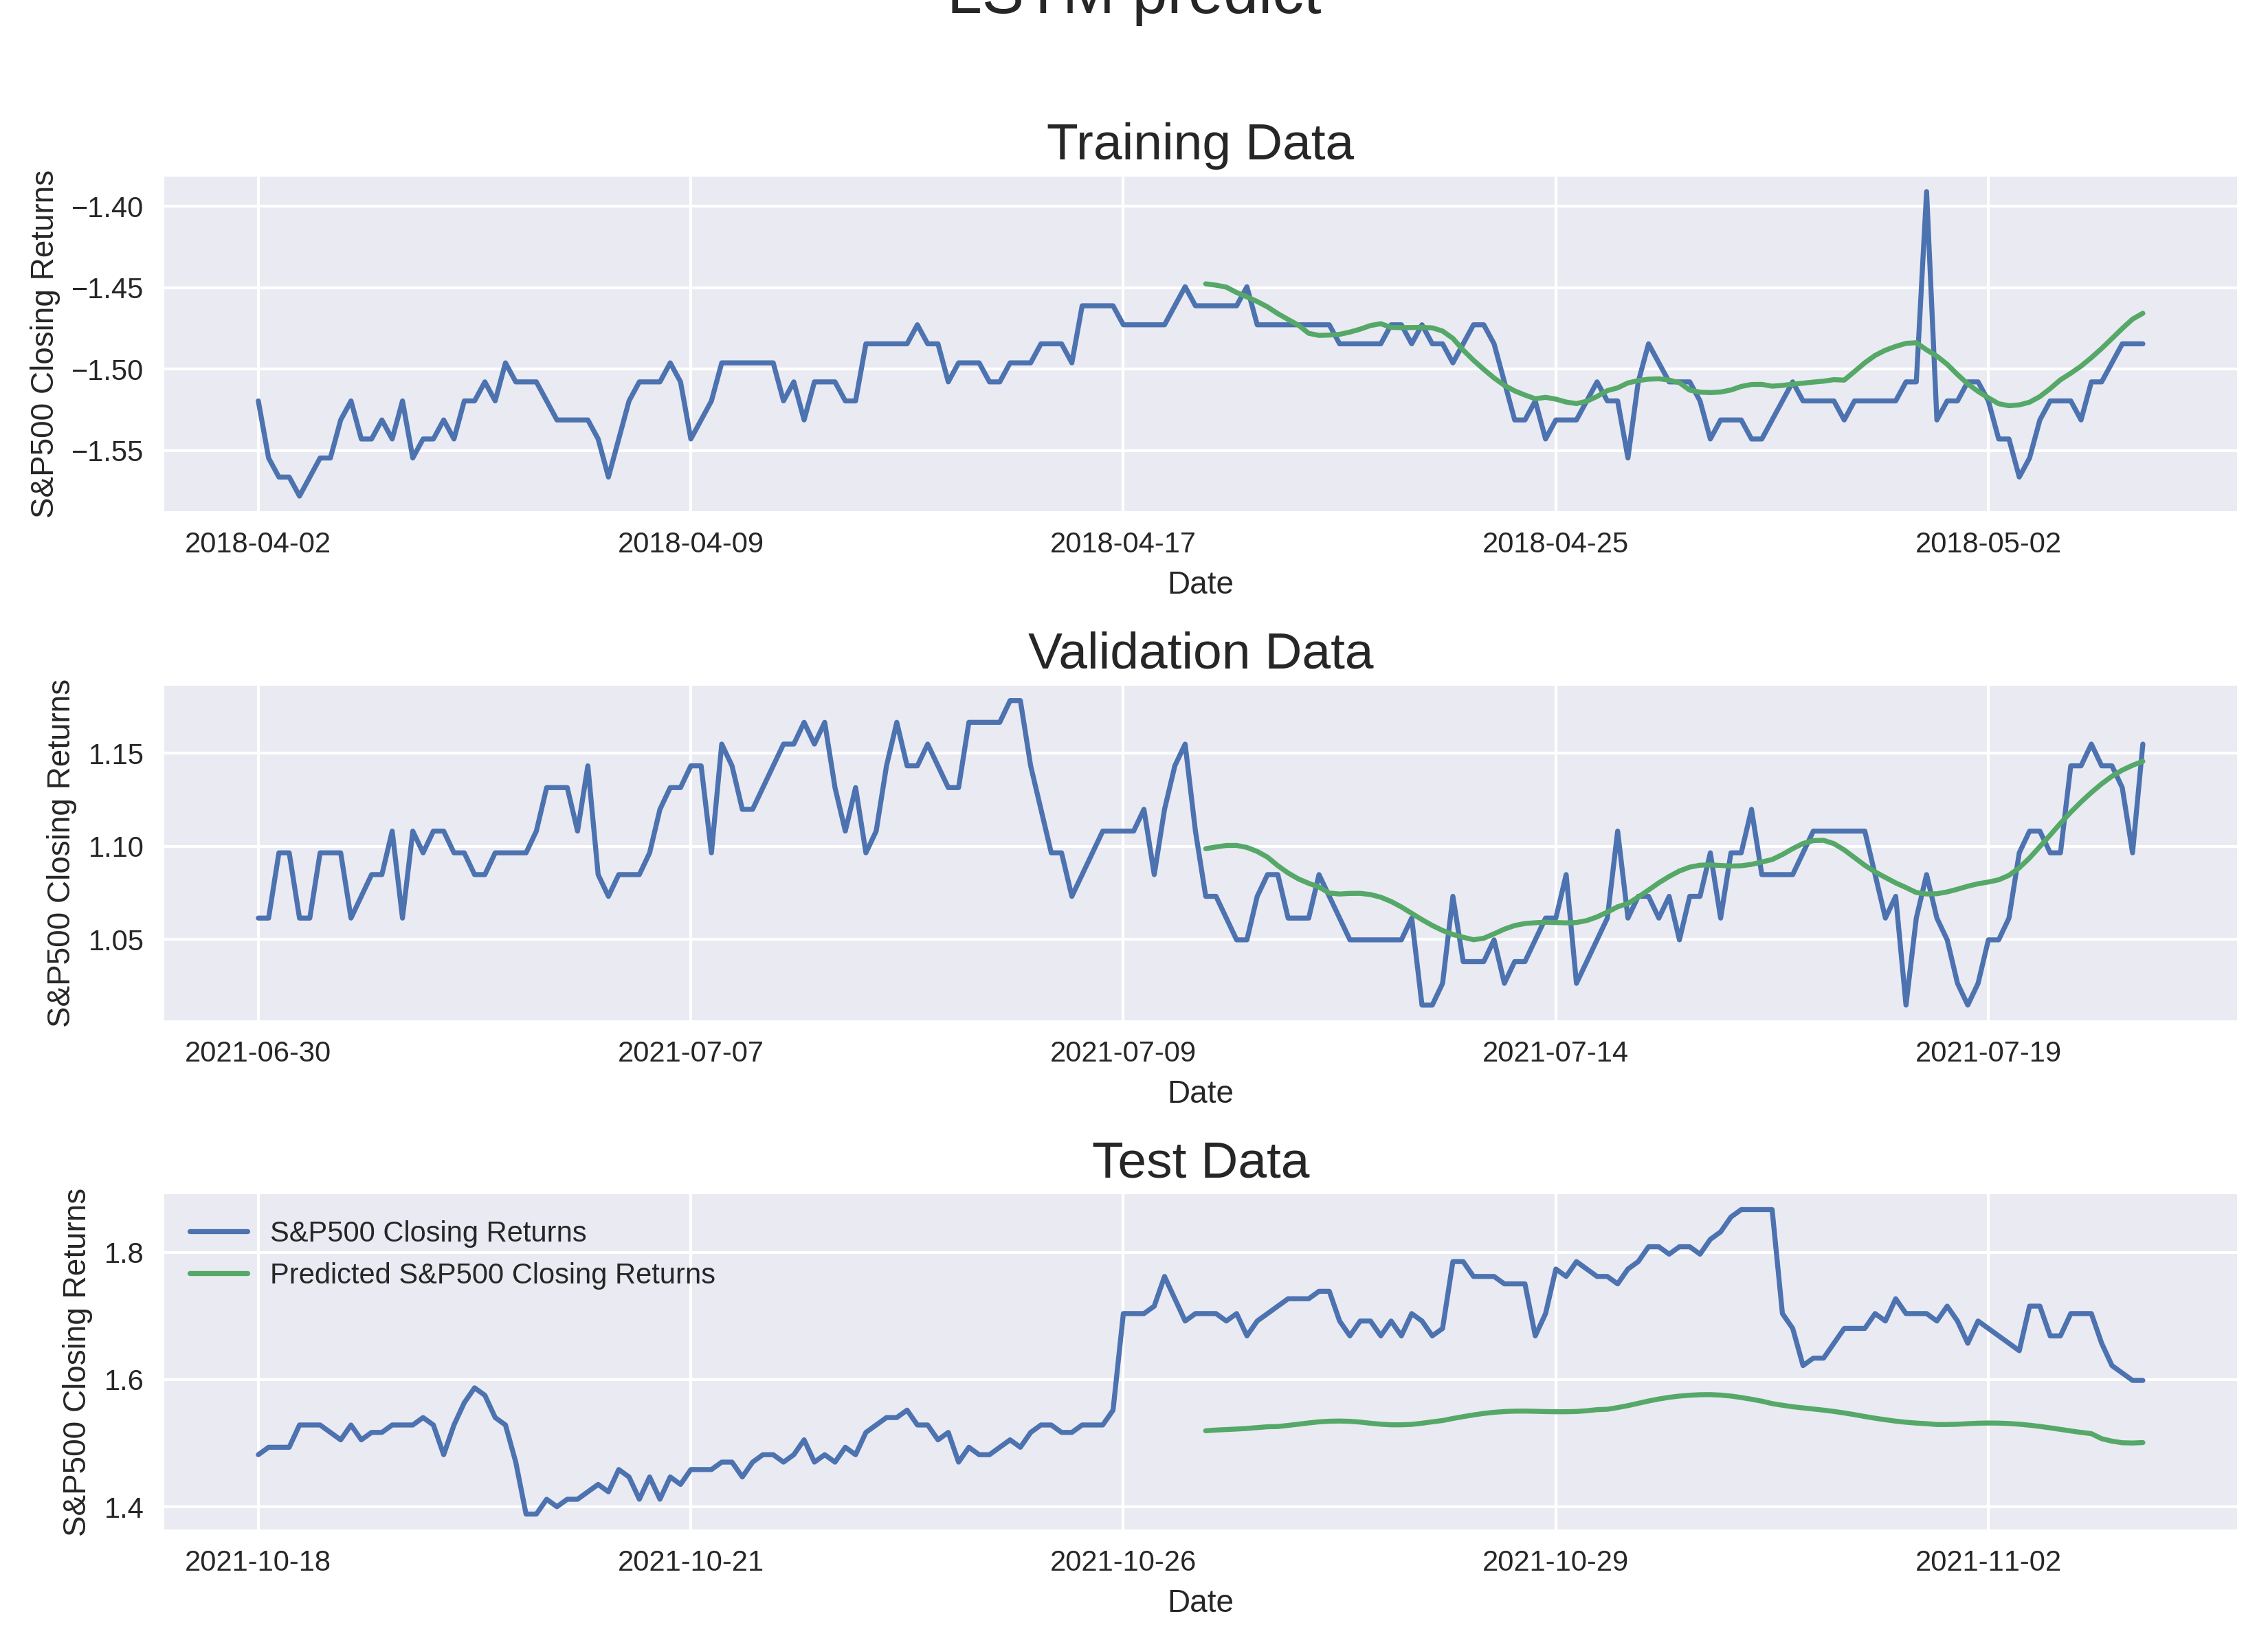 LSTM predict
Training Data
S&P500 Closing Returns
−1.40
−1.45
−1.50
−1.55
2018-04-02 2018-04-09 2018-04-17 2018-04-25 2018-05-02
Date
Validation Data
S&P500 Closing Returns
1.15
1.10
1.05
2021-06-30 2021-07-07 2021-07-09 2021-07-14 2021-07-19
Date
Test Data
S&P500 Closing Returns
S&P500 Closing Returns
Predicted S&P500 Closing Returns
1.8
1.6
1.4
2021-10-18 2021-10-21 2021-10-26 2021-10-29 2021-11-02
Date